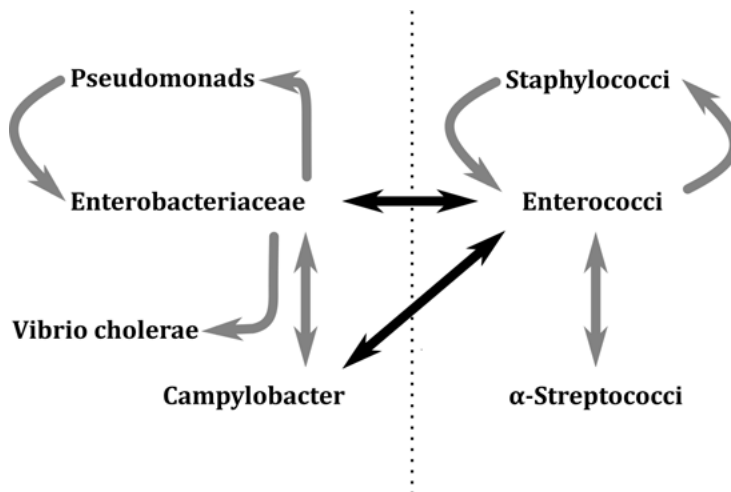 Pseudomonads
Staphylococci
Enterobacteriaceae
Enterococci
Vibrio cholerae
Campylobacter
α-Streptococci